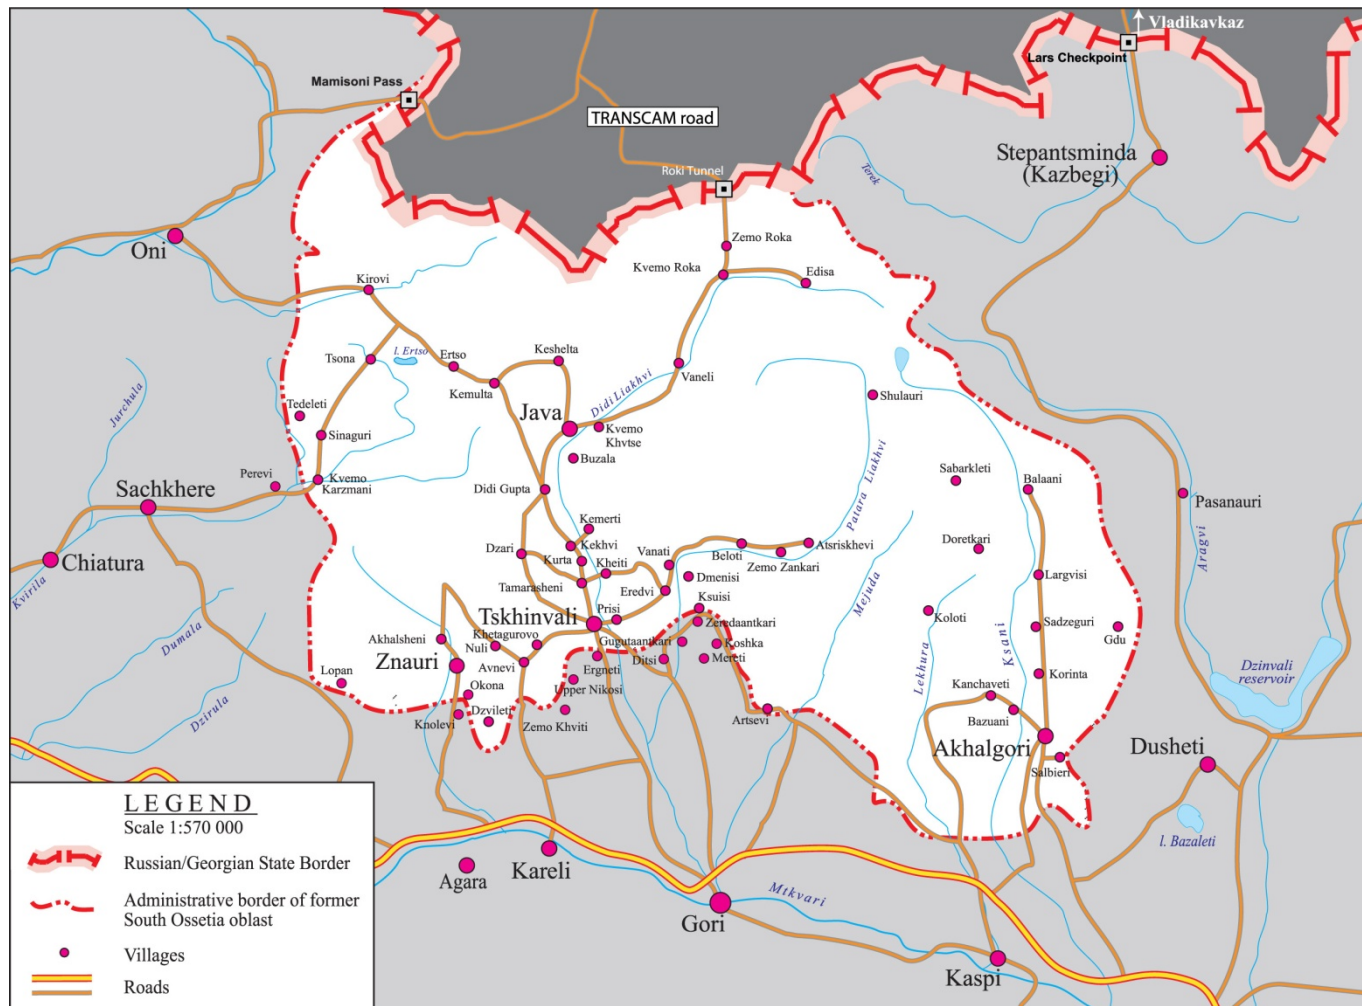 Vladikavkaz
Lars Checkpoint
Mamisoni Pass
TRANSCAM road
Stepantsminda
(Kazbegi)
Terek
Roki Tunnel
Oni
Zemo Roka
Kvemo Roka
Edisa
Kirovi
Tsona
l. Ertso
Ertso
Keshelta
Kemulta
Vaneli
Didi Liakhvi
Jurchula
Tedeleti
Java
Shulauri
Sinaguri
Kvemo
Khvtse
Buzala
Patara Liakhvi
Sabarkleti
Balaani
Perevi
Kvemo
Karzmani
Didi Gupta
Sachkhere
Pasanauri
Kemerti
Chiatura
Dzari
Kekhvi
Kurta
Kheiti
Vanati
Beloti
Atsriskhevi
Zemo Zankari
Doretkari
Aragvi
Kvirila
Tamarasheni
Dmenisi
Mejuda
Largvisi
Eredvi
Ksuisi
Tskhinvali
Prisi
Zeredaantkari
Koloti
Ksani
Sadzeguri
Gdu
Dumala
Akhalsheni
Khetagurovo
Nuli
Gugutaantkari
Koshka
Znauri
Avnevi
Ergneti
Ditsi
Mereti
Lekhura
Korinta
Dzinvali
reservoir
Lopan
Okona
Upper Nikosi
Kanchaveti
Dzirula
Knolevi
Dzvileti
Zemo Khviti
Artsevi
Bazuani
Akhalgori
Dusheti
Salbieri
LEGEND
Scale 1:570 000
Russian/Georgian State Border
Administrative border of former
South Ossetia oblast
Villages
Roads
Agara
Kareli
l. Bazaleti
Gori
Mtkvari
Kaspi